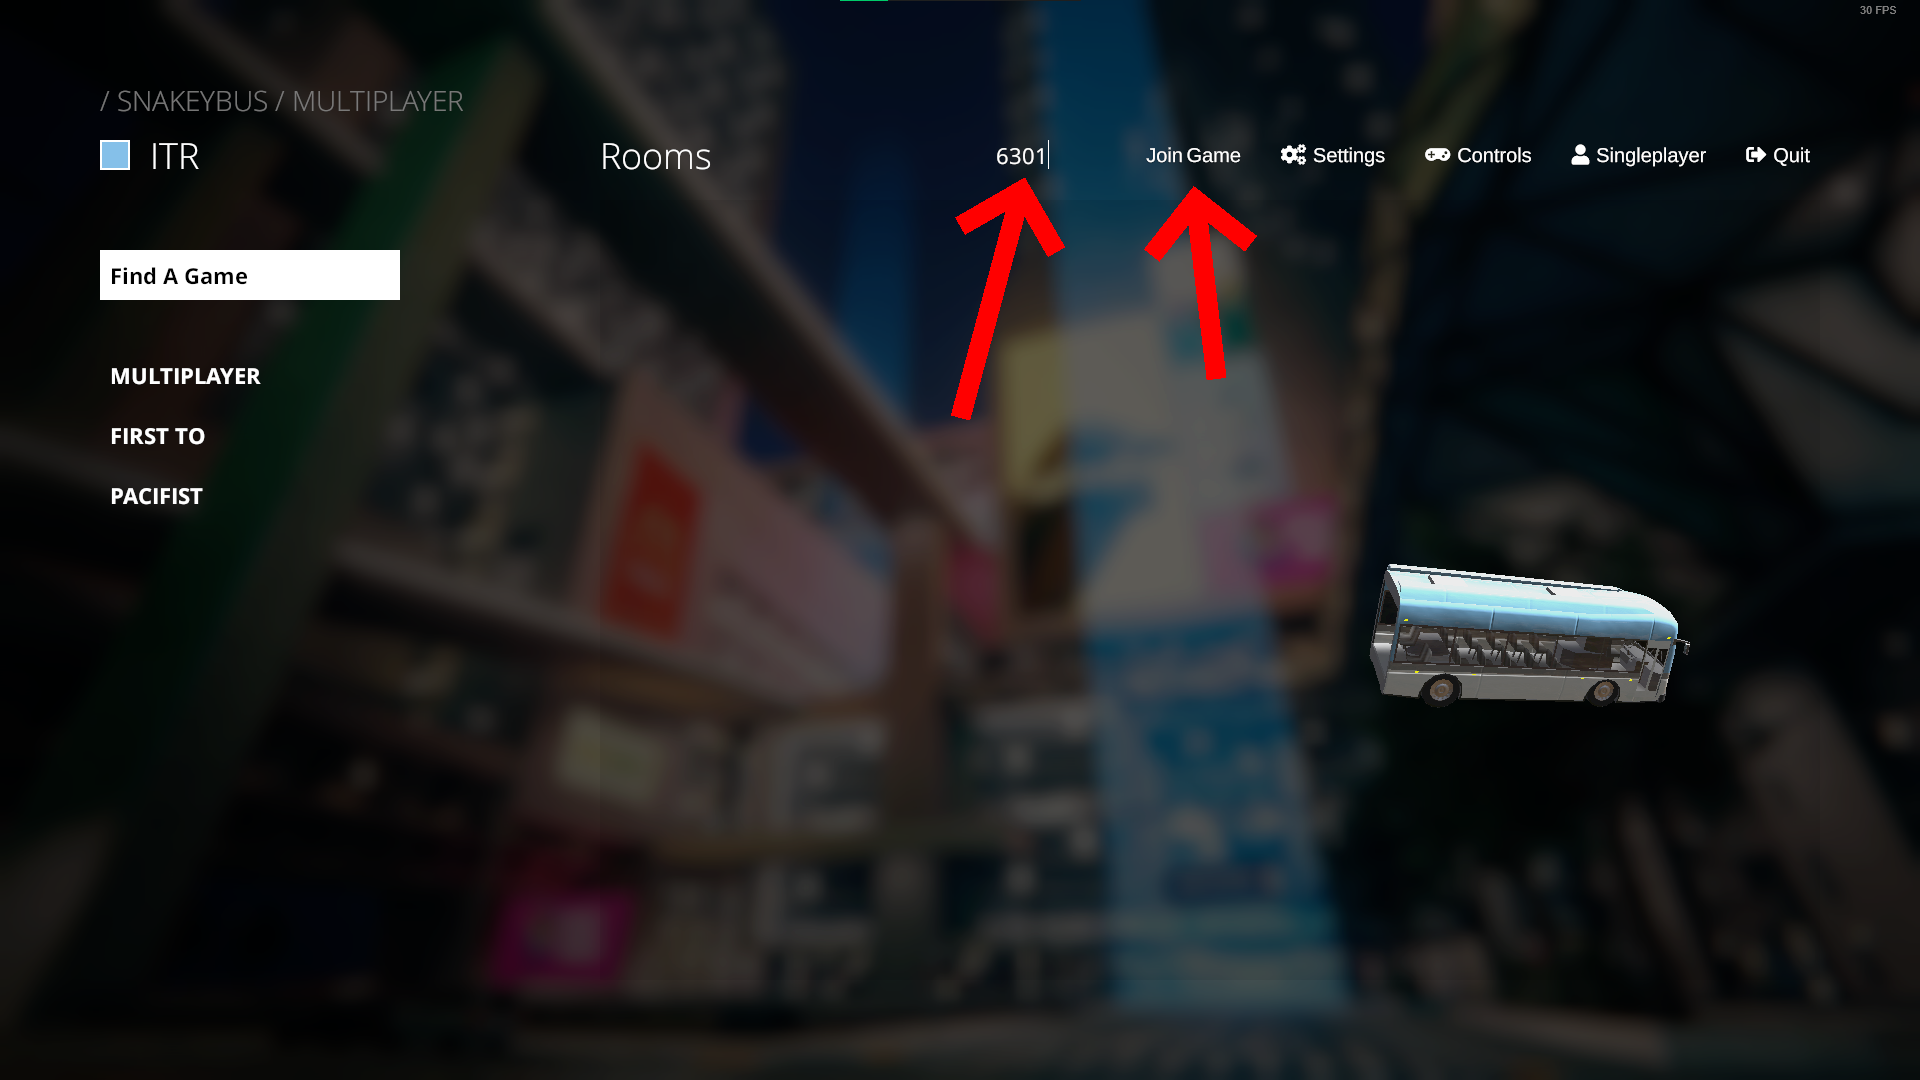 30 FPS
/ SNAKEYBUS / MULTIPLAYER
ITR
Rooms
6301
Join Game
Settings
Controls
Singleplayer
Quit
Find A Game
MULTIPLAYER
FIRST TO
PACIFIST